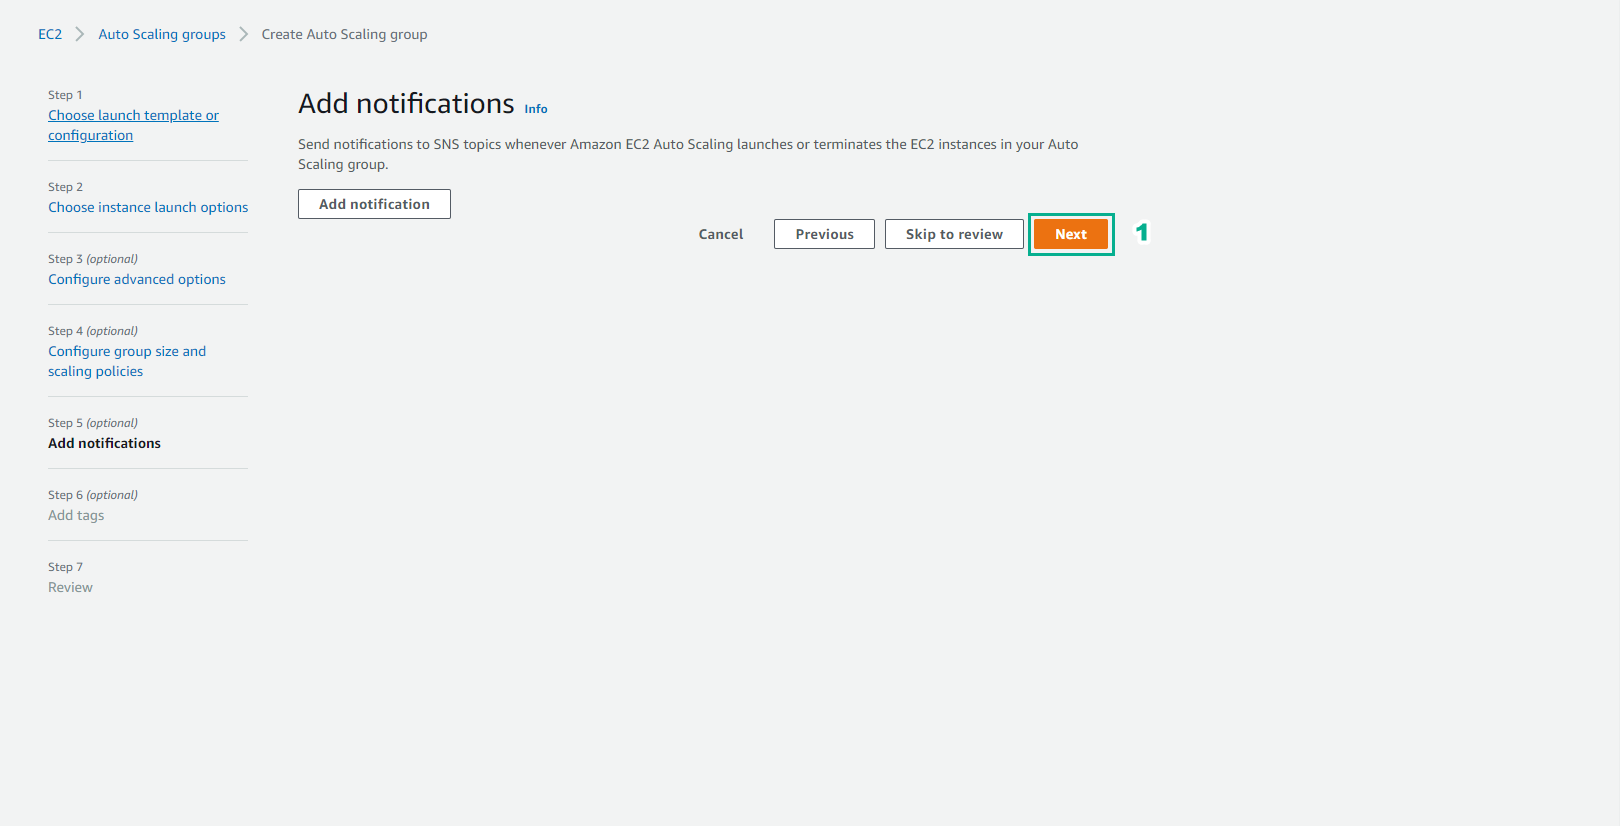 EC2 Auto Scaling groups Create Auto Scaling group
Step 1
Choose launch template or
configuration
Step 2
Choose instance launch options
Step 3 (optional)
Configure advanced options
Step 4 (optional)
Configure group size and
scaling policies
Step 5 (optional)
Add notifications
Step 6 (optional)
Add tags
Step 7
Review
Add notifications Info
Send notifications to SNS topics whenever Amazon EC2 Auto Scaling launches or terminates the EC2 instances in your Auto
Scaling group.
Add notification
Cancel Previous Skip to review Next 1